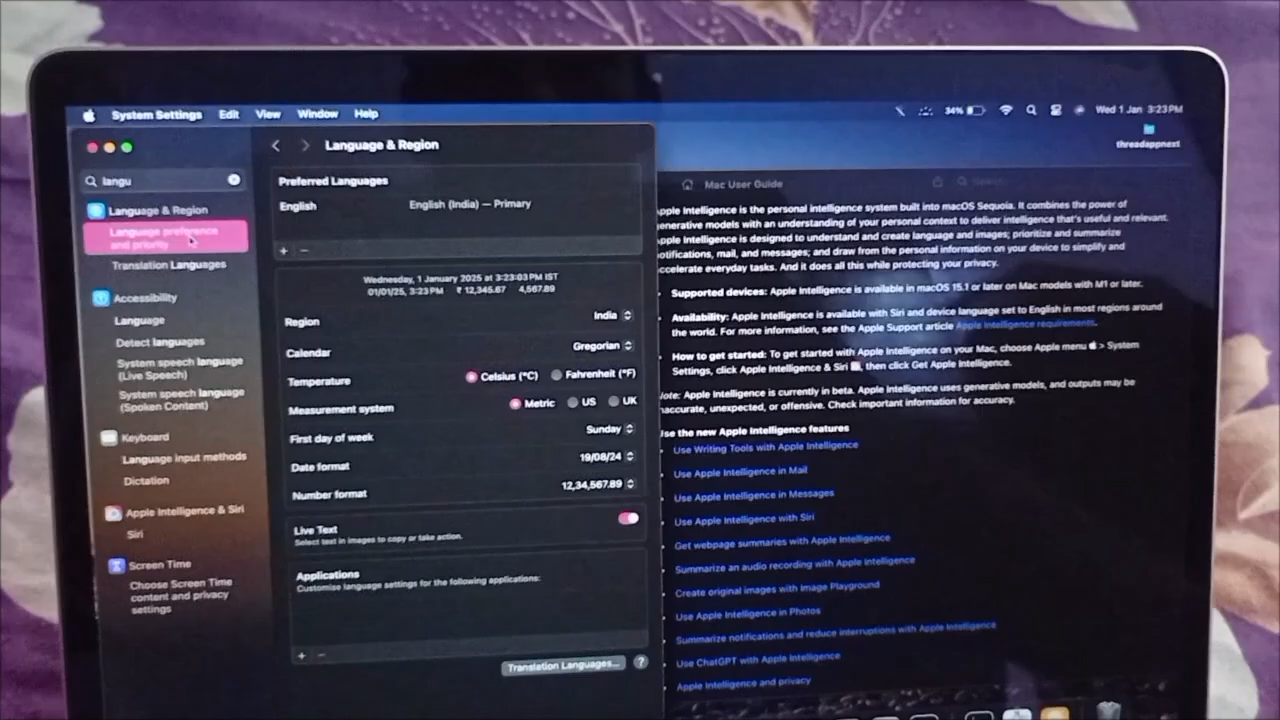 System Settings Edit View Window Help
34%
Wed 1 Jan 3:23PM
threadappnext
langu
Language & Region
Language preference
and priority
Translation Languages
Accessibility
Language
Detect languages
System speech language
(Live Speech)
System speech language
(Spoken Content)
Keyboard
Language input methods
Dictation
Apple Intelligence & Siri
Siri
Screen Time
Choose Screen Time
content and privacy
settings
Language & Region
Preferred Languages
English
English (India) — Primary
+ −
Wednesday, 1 January 2025 at 3:23:03 PM IST
01/01/25, 3:23 PM ₹ 12,345.67 4,567.89
Region India
Calendar Gregorian
Temperature Celsius (°C) Fahrenheit (°F)
Measurement system Metric US UK
First day of week Sunday
Date format 19/08/24
Number format 12,34,567.89
Live Text
Select text in images to copy or take action.
Applications
Customise language settings for the following applications:
+ −
Translation Languages... ?
Mac User Guide
Search
pple Intelligence is the personal intelligence system built into macOS Sequoia. It combines the power of
enerative models with an understanding of your personal context to deliver intelligence that's useful and relevant.
pple Intelligence is designed to understand and create language and images; prioritize and summarize
otifications, mail, and messages; and draw from the personal information on your device to simplify and
ccelerate everyday tasks. And it does all this while protecting your privacy.
Supported devices: Apple Intelligence is available in macOS 15.1 or later on Mac models with M1 or later.
Availability: Apple Intelligence is available with Siri and device language set to English in most regions around
the world. For more information, see the Apple Support article Apple Intelligence requirements.
How to get started: To get started with Apple Intelligence on your Mac, choose Apple menu > System
Settings, click Apple Intelligence & Siri , then click Get Apple Intelligence.
ote: Apple Intelligence is currently in beta. Apple Intelligence uses generative models, and outputs may be
naccurate, unexpected, or offensive. Check important information for accuracy.
se the new Apple Intelligence features
Use Writing Tools with Apple Intelligence
Use Apple Intelligence in Mail
Use Apple Intelligence in Messages
Use Apple Intelligence with Siri
Get webpage summaries with Apple Intelligence
Summarize an audio recording with Apple Intelligence
Create original images with Image Playground
Use Apple Intelligence in Photos
Summarize notifications and reduce interruptions with Apple Intelligence
Use ChatGPT with Apple Intelligence
Apple Intelligence and privacy